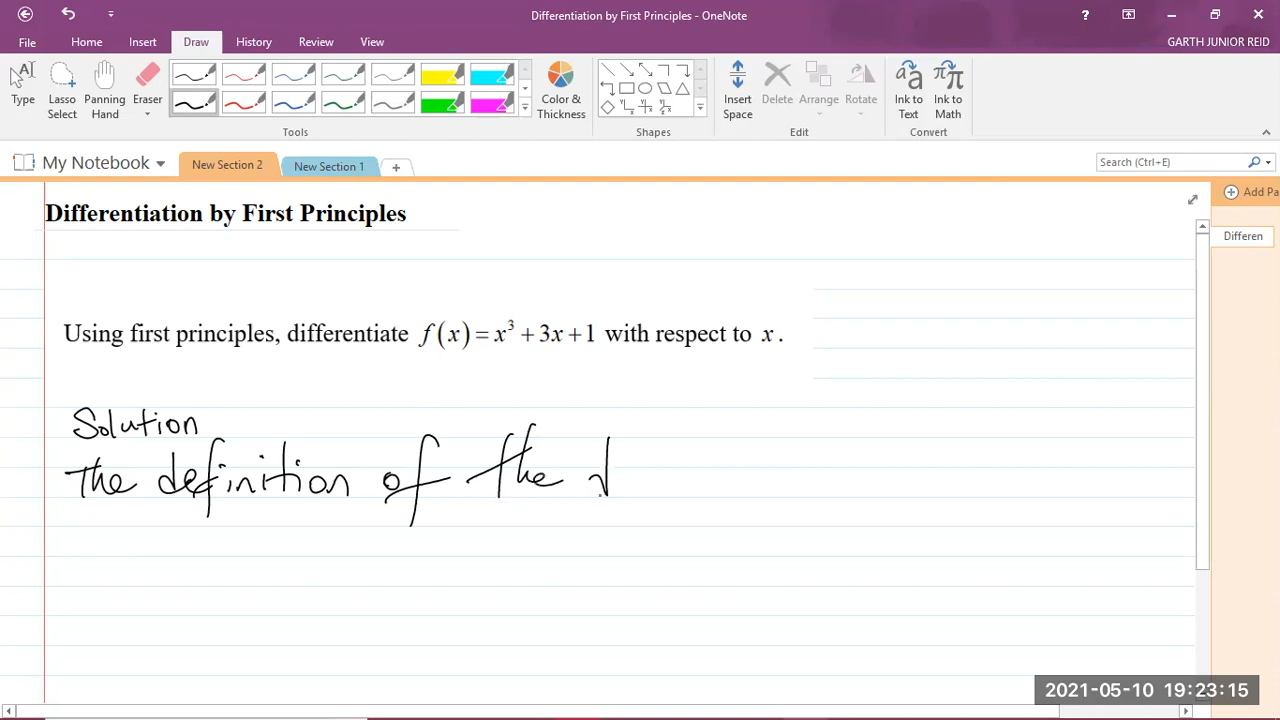 Differentiation by First Principles - OneNote
?
File
Home
Insert
Draw
History
Review
View
GARTH JUNIOR REID
Type
Lasso
Select
Panning
Hand
Eraser
Color &
Thickness
Insert
Space
Delete
Arrange
Rotate
Ink to
Text
Ink to
Math
Tools
Shapes
Edit
Convert
My Notebook
New Section 2
New Section 1
Search (Ctrl+E)
Add Pa
Differentiation by First Principles
Differen
Using first principles, differentiate f(x) = x³ + 3x + 1 with respect to x.
Solution
The definition of the d
2021-05-10 19:23:15